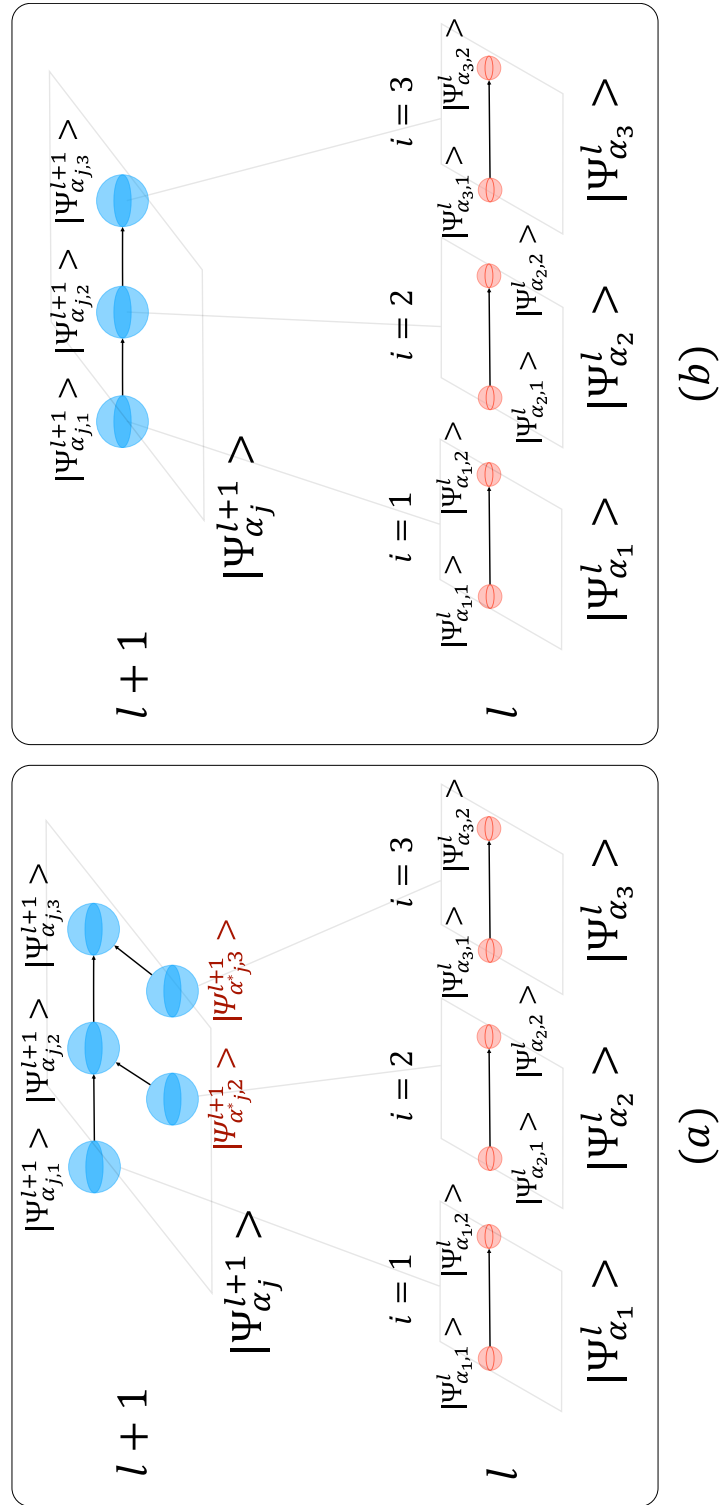 |Ψ^{l+1}_{α_{j,1}} > |Ψ^{l+1}_{α_{j,2}} > |Ψ^{l+1}_{α_{j,3}} >
l + 1
|Ψ^{l+1}_{α^*_{j,2}} > |Ψ^{l+1}_{α^*_{j,3}} >
|Ψ^{l+1}_{α_j} >
i = 1 i = 2 i = 3
|Ψ^l_{α_{1,1}} > |Ψ^l_{α_{1,2}} > |Ψ^l_{α_{3,1}} > |Ψ^l_{α_{3,2}} >
l
|Ψ^l_{α_{2,1}} > |Ψ^l_{α_{2,2}} >
|Ψ^l_{α_1} > |Ψ^l_{α_2} > |Ψ^l_{α_3} >
(a)
|Ψ^{l+1}_{α_{j,1}} > |Ψ^{l+1}_{α_{j,2}} > |Ψ^{l+1}_{α_{j,3}} >
l + 1
|Ψ^{l+1}_{α_j} >
i = 1 i = 2 i = 3
|Ψ^l_{α_{1,1}} > |Ψ^l_{α_{1,2}} > |Ψ^l_{α_{3,1}} > |Ψ^l_{α_{3,2}} >
l
|Ψ^l_{α_{2,1}} > |Ψ^l_{α_{2,2}} >
|Ψ^l_{α_1} > |Ψ^l_{α_2} > |Ψ^l_{α_3} >
(b)